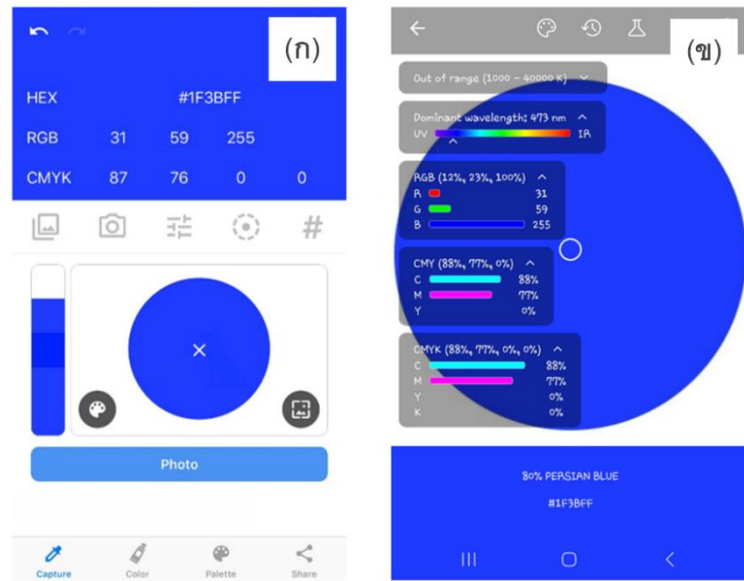 (ก)
HEX #1F3BFF
RGB 31 59 255
CMYK 87 76 0 0
#
Photo
Capture Color Palette Share
(ข)
Out of range (1000 - 40000 K)
Dominant wavelength: 473 nm
UV IR
RGB (12%, 23%, 100%)
R 31
G 59
B 255
CMY (88%, 77%, 0%)
C 88%
M 77%
Y 0%
CMYK (88%, 77%, 0%, 0%)
C 88%
M 77%
Y 0%
K 0%
80% PERSIAN BLUE
#1F3BFF